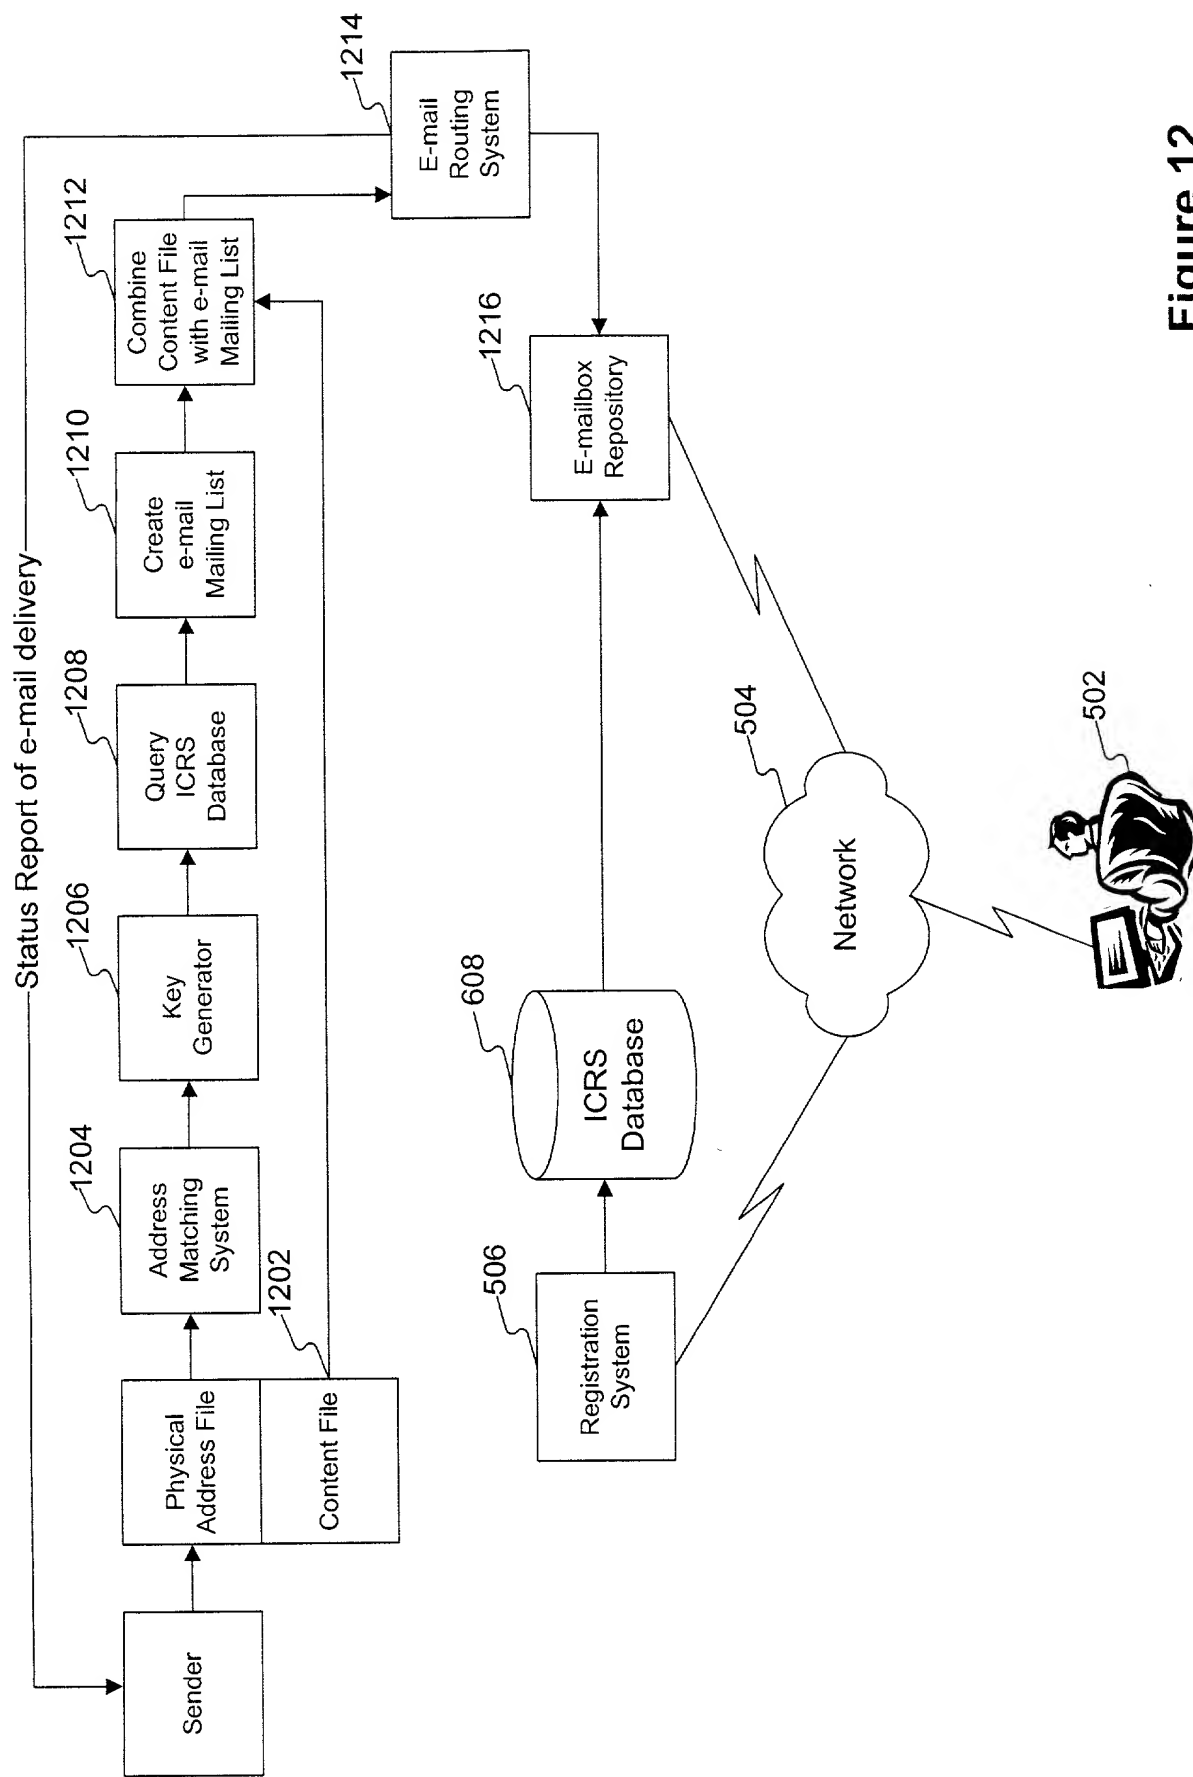 Status Report of e-mail delivery
Sender
Physical
Address File
Content File
1202
1204
Address
Matching
System
1206
Key
Generator
1208
Query
ICRS
Database
1210
Create
e-mail
Mailing List
1212
Combine
Content File
with e-mail
Mailing List
1214
E-mail
Routing
System
506
Registration
System
608
ICRS
Database
1216
E-mailbox
Repository
504
Network
502
Figure 12